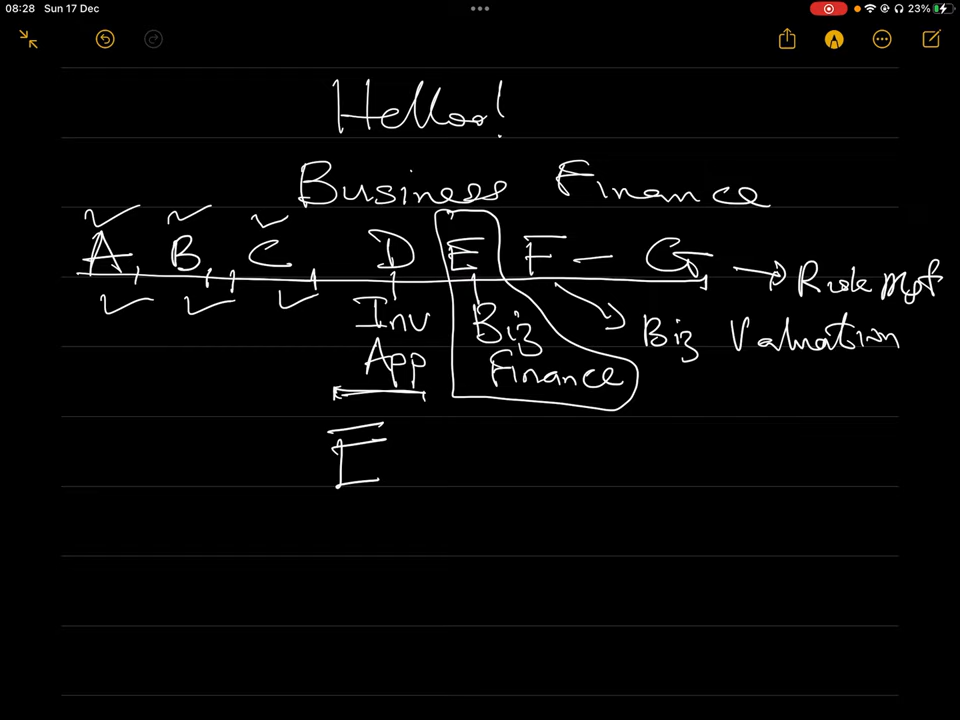 08:28 Sun 17 Dec 23%
Helloo!
Business Finance
A, B, C D E F — G → Risk Mgt
Inv Biz Biz Valuation
App Finance
E